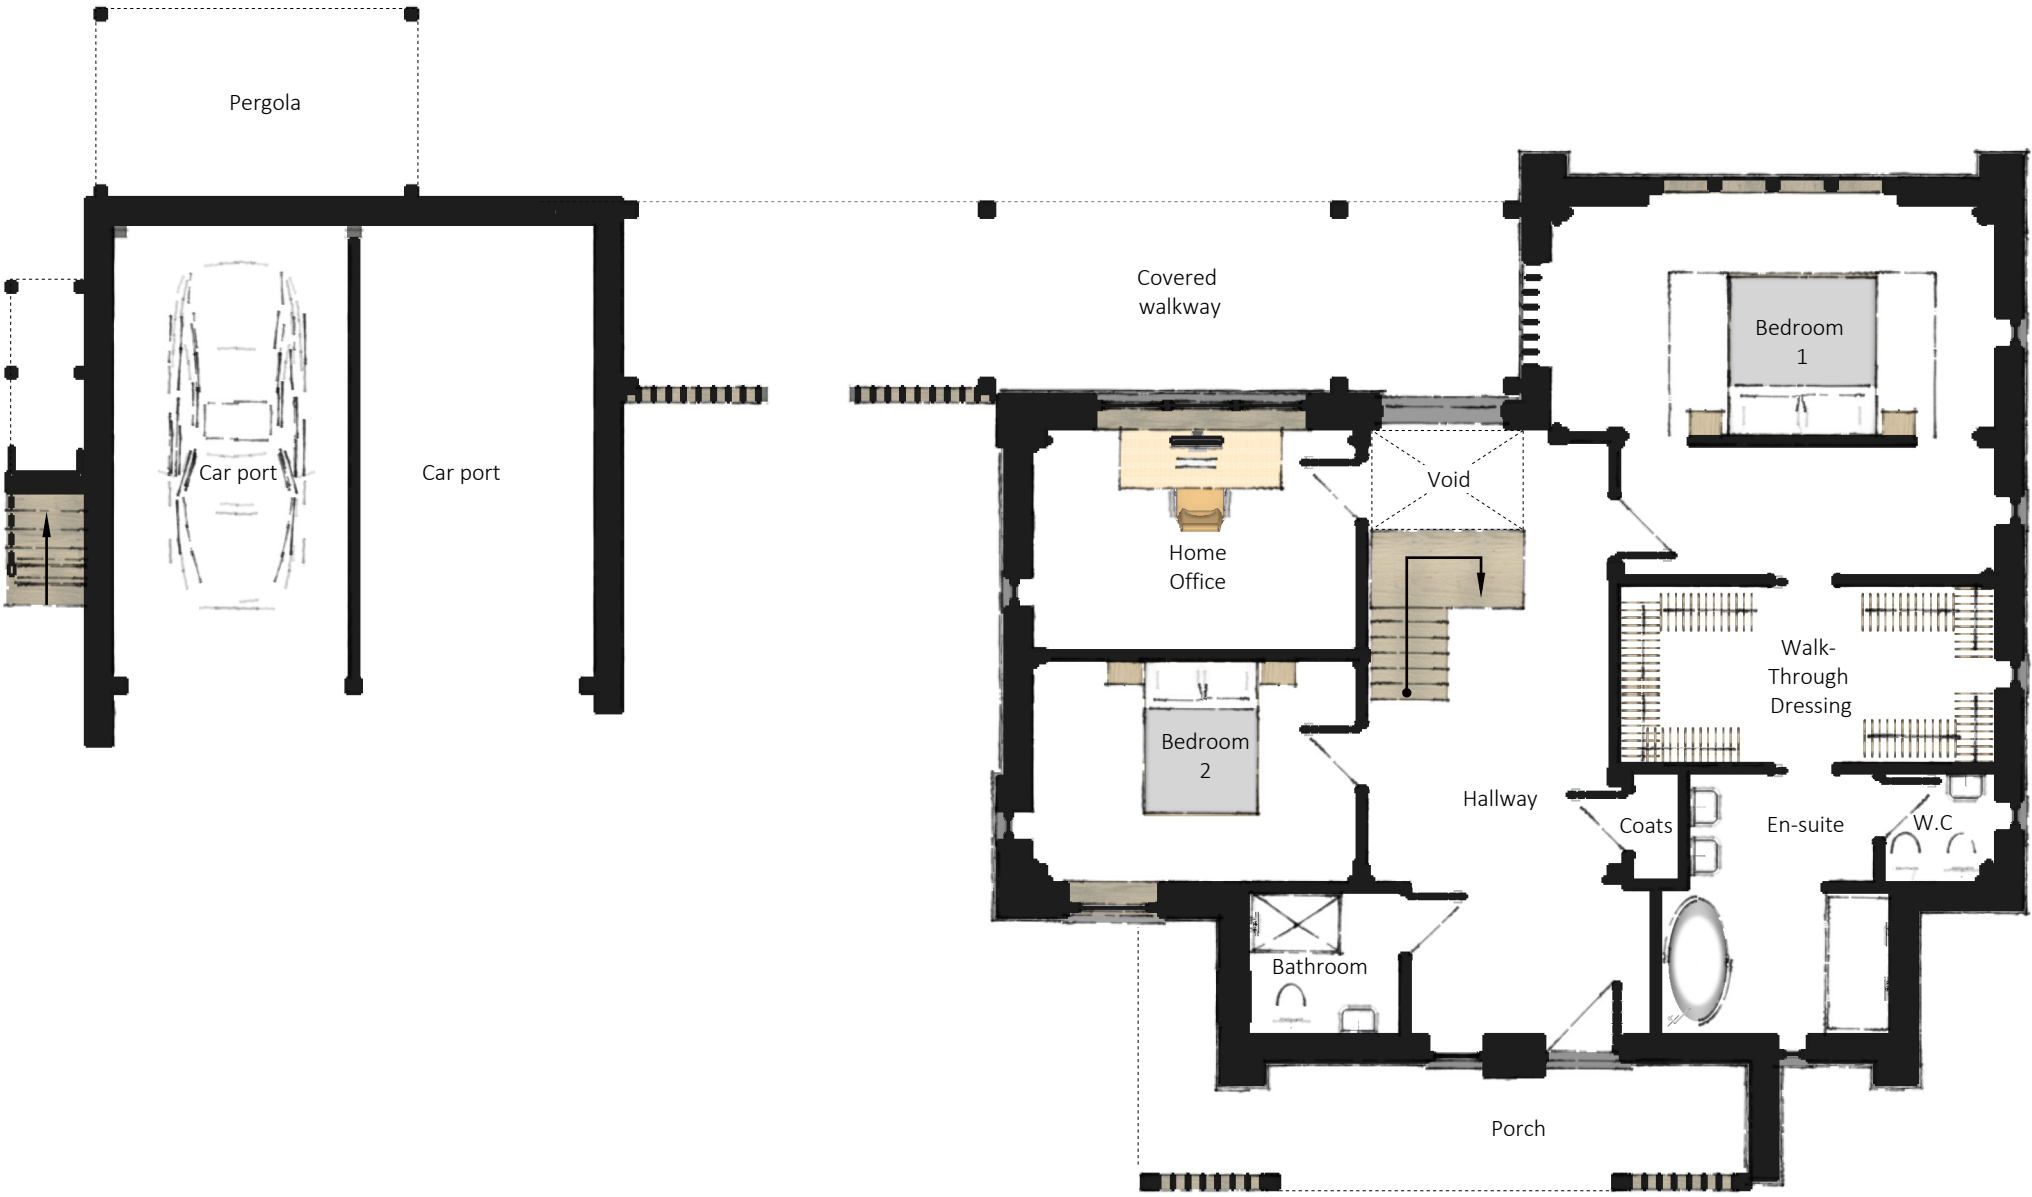 Pergola
Covered
walkway
Bedroom
1
Car port
Car port
Void
Home
Office
Walk-
Through
Dressing
Bedroom
2
Hallway
Coats
En-suite
W.C
Bathroom
Porch